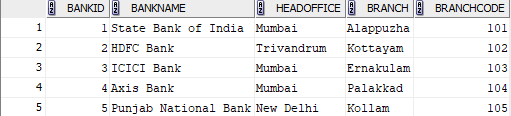 BANKID BANKNAME HEADOFFICE BRANCH BRANCHCODE
1 1 State Bank of India Mumbai Alappuzha 101
2 2 HDFC Bank Trivandrum Kottayam 102
3 3 ICICI Bank Mumbai Ernakulam 103
4 4 Axis Bank Mumbai Palakkad 104
5 5 Punjab National Bank New Delhi Kollam 105